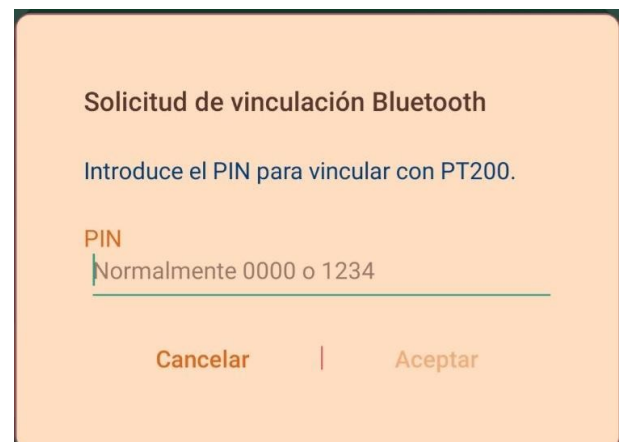 Solicitud de vinculación Bluetooth
Introduce el PIN para vincular con PT200.
PIN
Normalmente 0000 o 1234
Cancelar | Aceptar